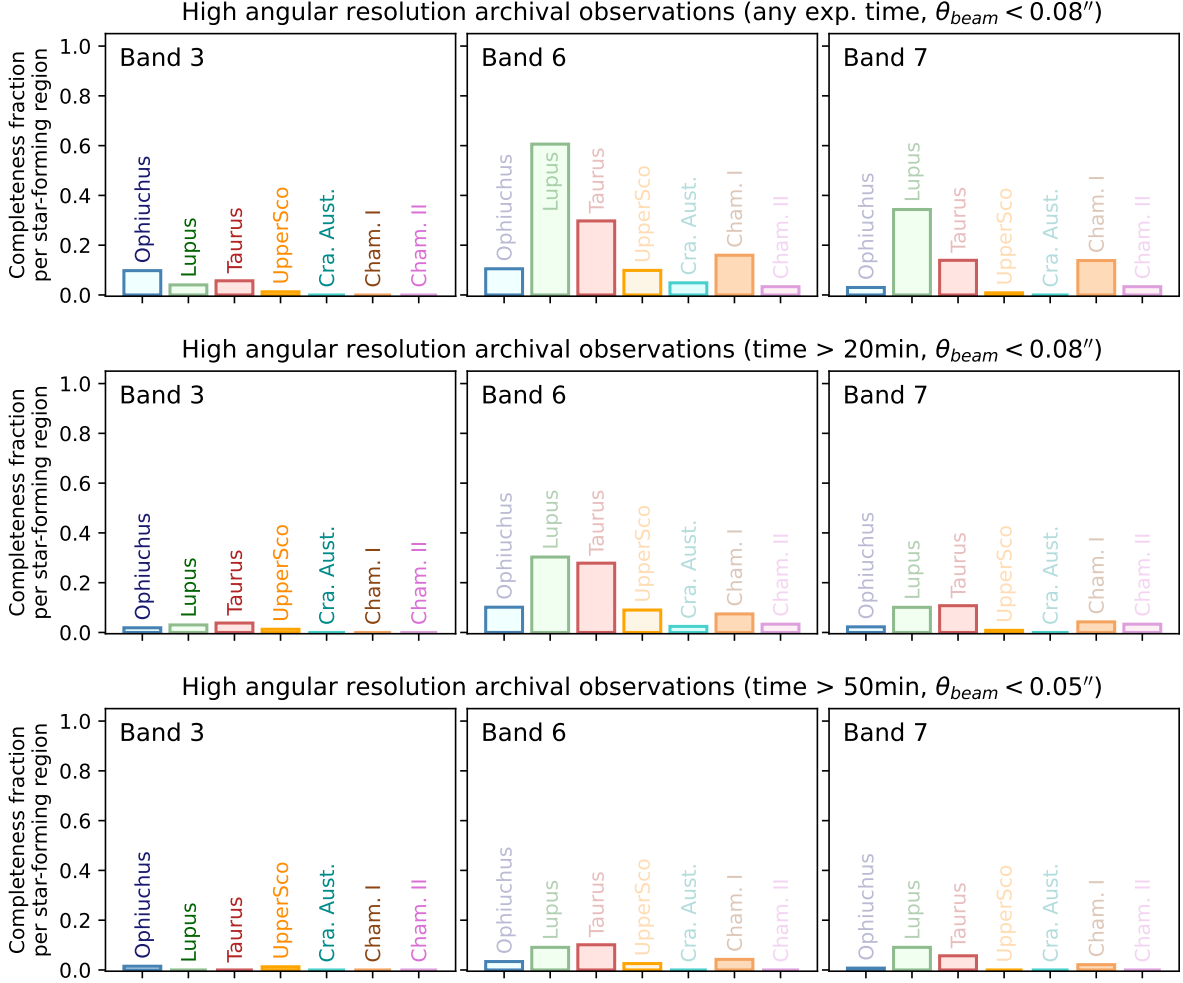 High angular resolution archival observations (any exp. time, θbeam < 0.08″)
Completeness fraction
per star-forming region
1.0
0.8
0.6
0.4
0.2
0.0
Band 3
Ophiuchus
Lupus
Taurus
UpperSco
Cra. Aust.
Cham. I
Cham. II
Band 6
Ophiuchus
Lupus
Taurus
UpperSco
Cra. Aust.
Cham. I
Cham. II
Band 7
Ophiuchus
Lupus
Taurus
UpperSco
Cra. Aust.
Cham. I
Cham. II
High angular resolution archival observations (time > 20min, θbeam < 0.08″)
Completeness fraction
per star-forming region
1.0
0.8
0.6
0.4
0.2
0.0
Band 3
Ophiuchus
Lupus
Taurus
UpperSco
Cra. Aust.
Cham. I
Cham. II
Band 6
Ophiuchus
Lupus
Taurus
UpperSco
Cra. Aust.
Cham. I
Cham. II
Band 7
Ophiuchus
Lupus
Taurus
UpperSco
Cra. Aust.
Cham. I
Cham. II
High angular resolution archival observations (time > 50min, θbeam < 0.05″)
Completeness fraction
per star-forming region
1.0
0.8
0.6
0.4
0.2
0.0
Band 3
Ophiuchus
Lupus
Taurus
UpperSco
Cra. Aust.
Cham. I
Cham. II
Band 6
Ophiuchus
Lupus
Taurus
UpperSco
Cra. Aust.
Cham. I
Cham. II
Band 7
Ophiuchus
Lupus
Taurus
UpperSco
Cra. Aust.
Cham. I
Cham. II